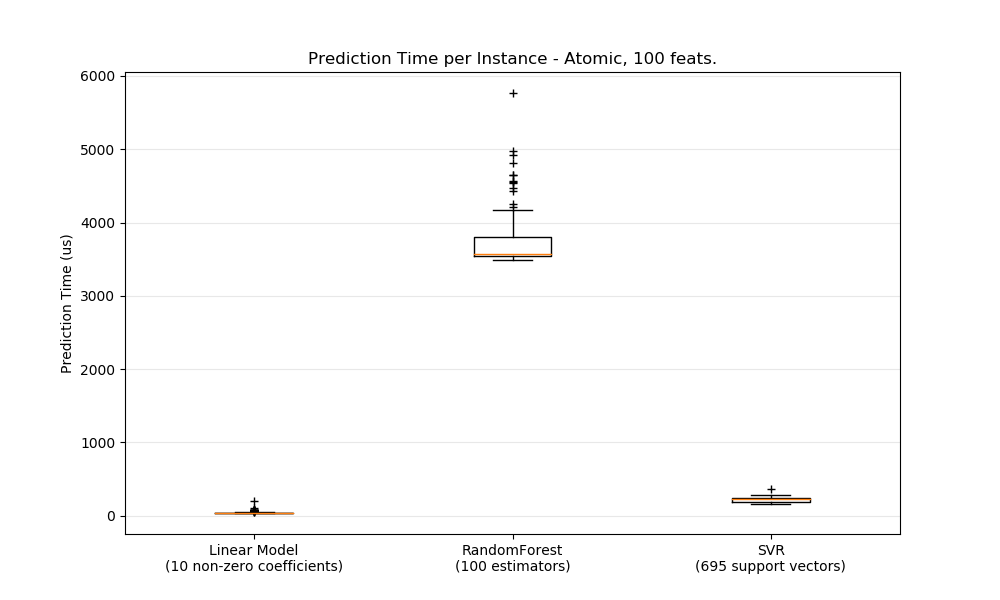 Prediction Time per Instance - Atomic, 100 feats.
6000
5000
4000
3000
2000
1000
0
Prediction Time (us)
Linear Model
(10 non-zero coefficients)
RandomForest
(100 estimators)
SVR
(695 support vectors)